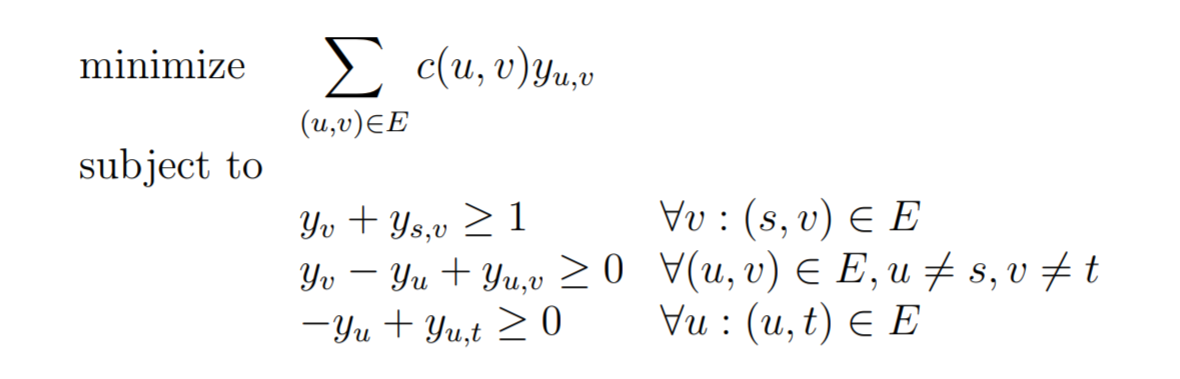 minimize ∑ c(u, v)y_{u,v}
(u,v)∈E
subject to
y_v + y_{s,v} ≥ 1 ∀v : (s, v) ∈ E
y_v − y_u + y_{u,v} ≥ 0 ∀(u, v) ∈ E, u ≠ s, v ≠ t
−y_u + y_{u,t} ≥ 0 ∀u : (u, t) ∈ E